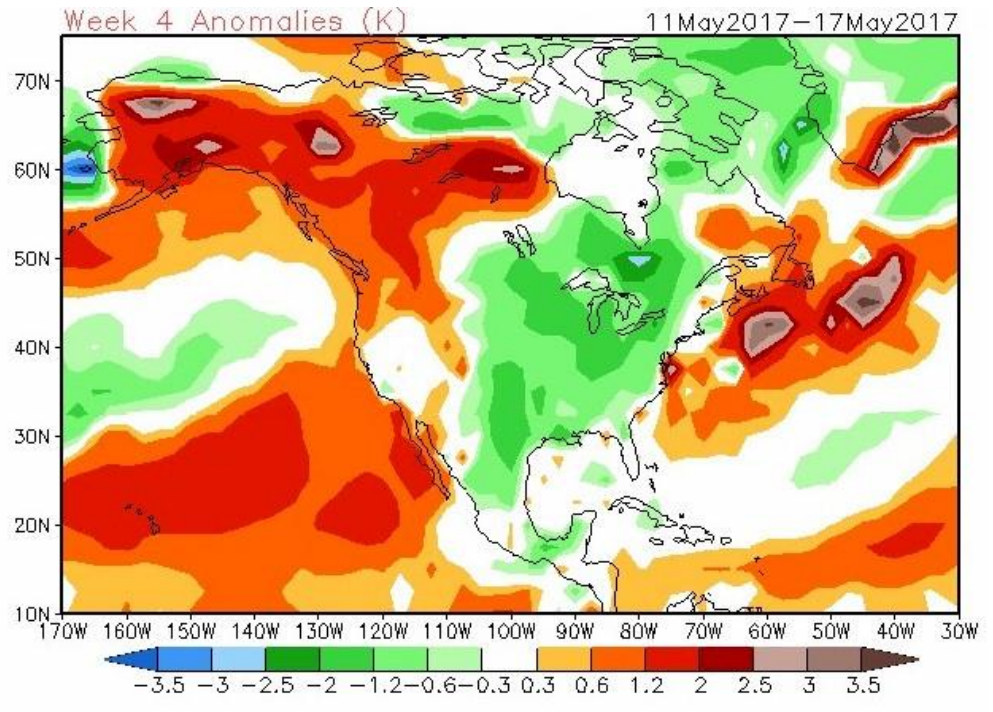 Week 4 Anomalies (K) 11May2017-17May2017
70N
60N
50N
40N
30N
20N
10N
170W 160W 150W 140W 130W 120W 110W 100W 90W 80W 70W 60W 50W 40W 30W
-3.5 -3 -2.5 -2 -1.2 -0.6 -0.3 0.3 0.6 1.2 2 2.5 3 3.5